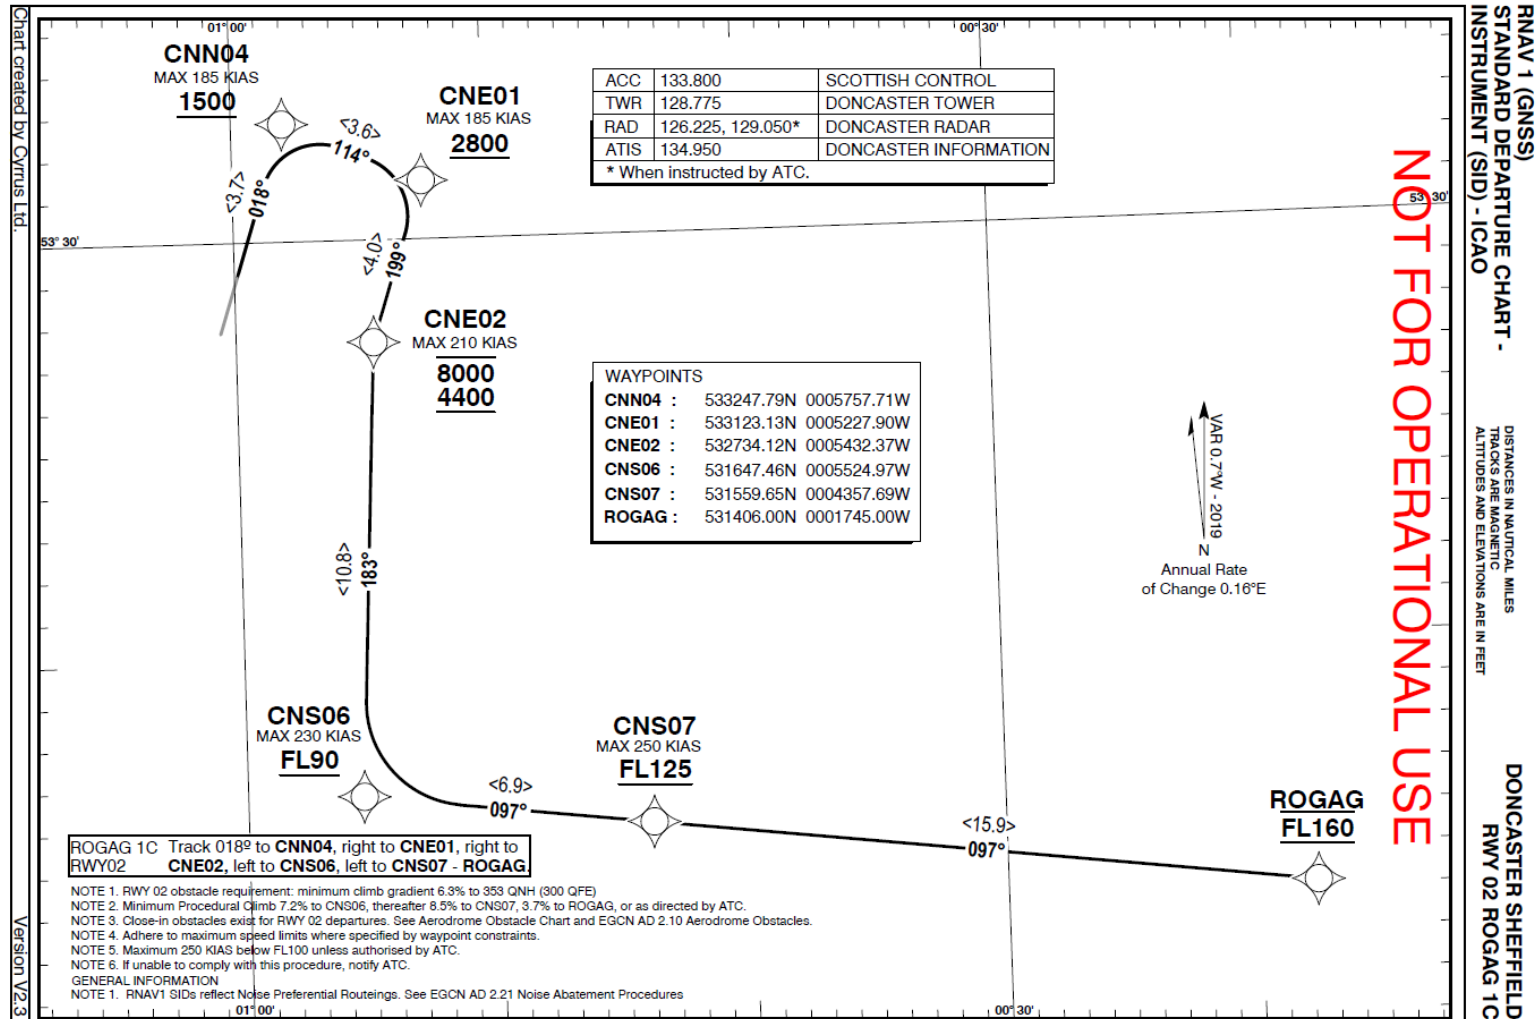 RNAV 1 (GNSS)
STANDARD DEPARTURE CHART -
INSTRUMENT (SID) - ICAO
DISTANCES IN NAUTICAL MILES
TRACKS ARE MAGNETIC
ALTITUDES AND ELEVATIONS ARE IN FEET
DONCASTER SHEFFIELD
RWY 02 ROGAG 1C
Chart created by Cyrrus Ltd.
Version V2.3
NOT FOR OPERATIONAL USE
01° 00'
00° 30'
CNN04
MAX 185 KIAS
1500
CNE01
MAX 185 KIAS
2800
<3.6>
114°
<3.7>
018°
ACC 133.800 SCOTTISH CONTROL
TWR 128.775 DONCASTER TOWER
RAD 126.225, 129.050* DONCASTER RADAR
ATIS 134.950 DONCASTER INFORMATION
* When instructed by ATC.
53° 30'
53° 30'
<4.0>
199°
CNE02
MAX 210 KIAS
8000
4400
WAYPOINTS
CNN04 : 533247.79N 0005757.71W
CNE01 : 533123.13N 0005227.90W
CNE02 : 532734.12N 0005432.37W
CNS06 : 531647.46N 0005524.97W
CNS07 : 531559.65N 0004357.69W
ROGAG : 531406.00N 0001745.00W
VAR 0.7°W - 2019
N
Annual Rate
of Change 0.16°E
<10.8>
183°
CNS06
MAX 230 KIAS
FL90
CNS07
MAX 250 KIAS
FL125
<6.9>
097°
<15.9>
097°
ROGAG
FL160
ROGAG 1C Track 018º to CNN04, right to CNE01, right to
RWY02 CNE02, left to CNS06, left to CNS07 - ROGAG.
NOTE 1. RWY 02 obstacle requirement: minimum climb gradient 6.3% to 353 QNH (300 QFE)
NOTE 2. Minimum Procedural Climb 7.2% to CNS06, thereafter 8.5% to CNS07, 3.7% to ROGAG, or as directed by ATC.
NOTE 3. Close-in obstacles exist for RWY 02 departures. See Aerodrome Obstacle Chart and EGCN AD 2.10 Aerodrome Obstacles.
NOTE 4. Adhere to maximum speed limits where specified by waypoint constraints.
NOTE 5. Maximum 250 KIAS below FL100 unless authorised by ATC.
NOTE 6. If unable to comply with this procedure, notify ATC.
GENERAL INFORMATION
NOTE 1. RNAV1 SIDs reflect Noise Preferential Routeings. See EGCN AD 2.21 Noise Abatement Procedures
01° 00'
00° 30'